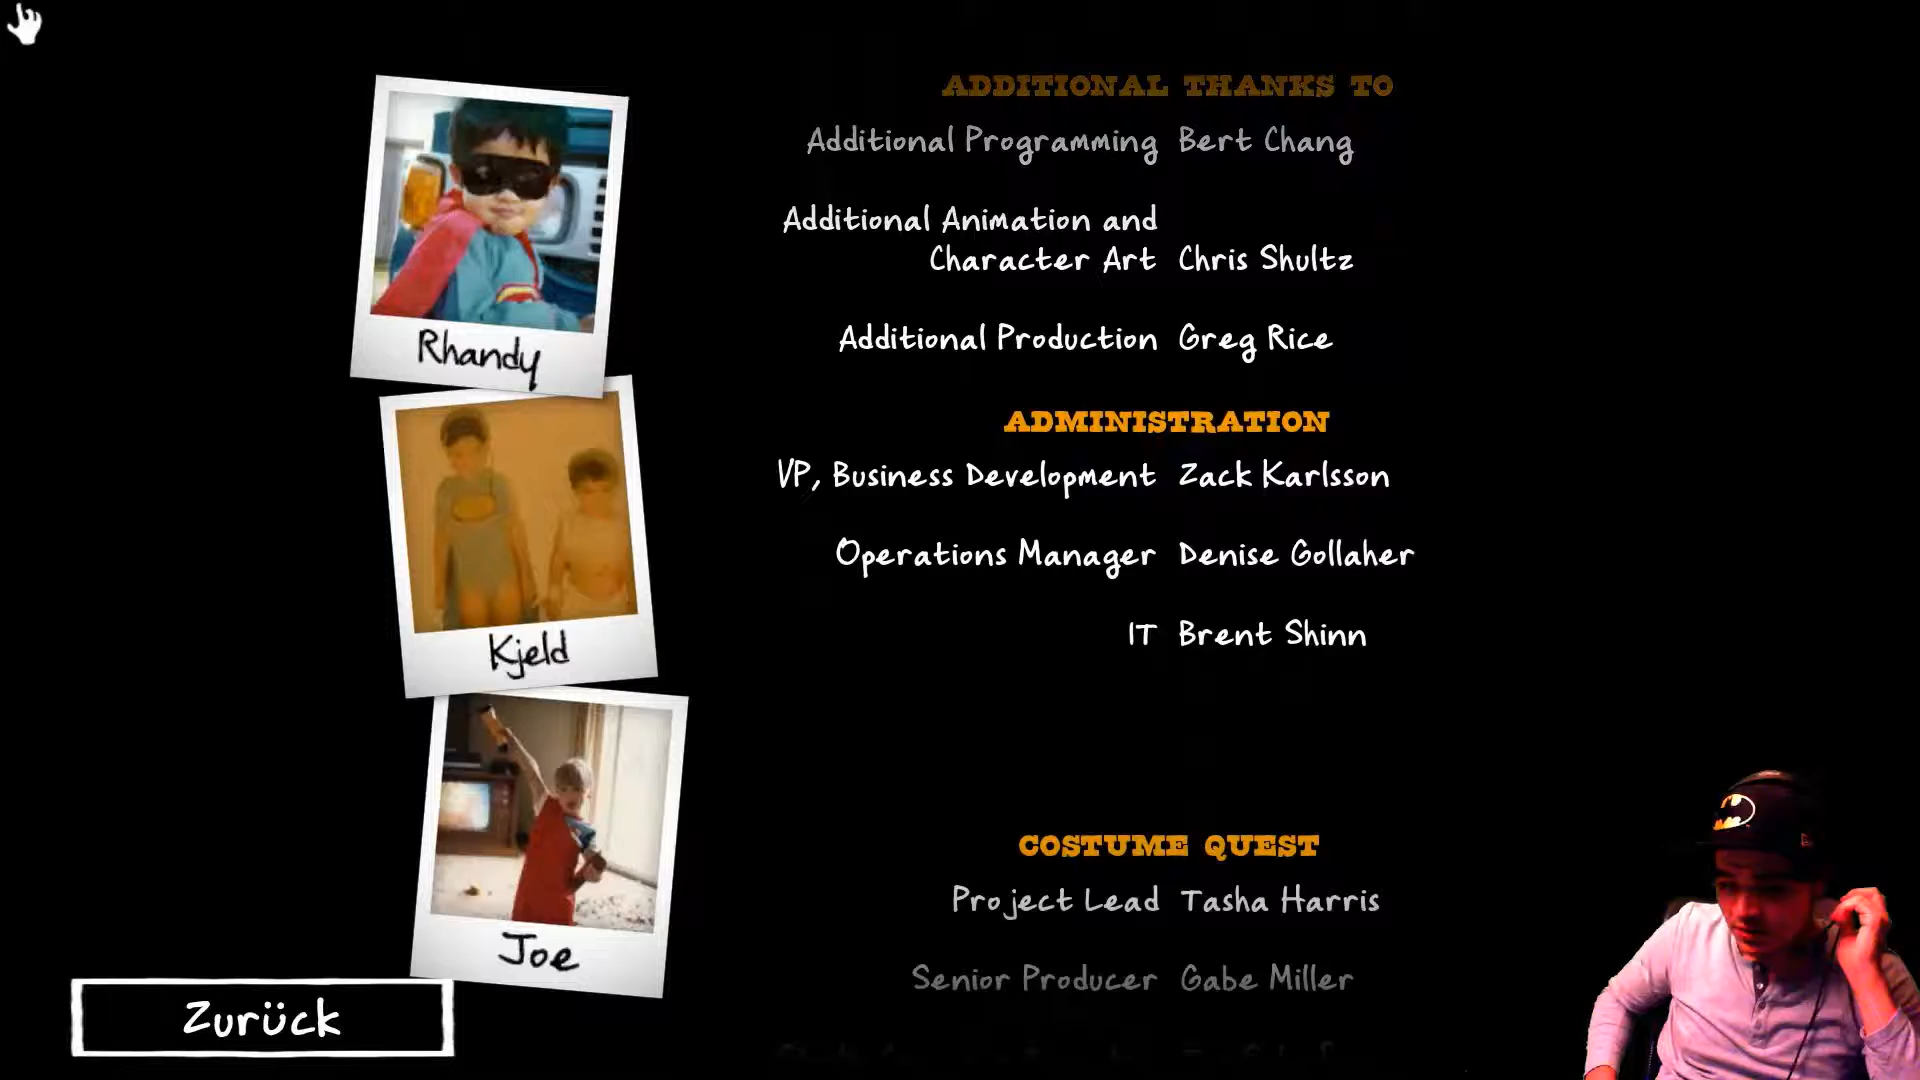 ADDITIONAL THANKS TO
Additional Programming Bert Chang
Additional Animation and
Character Art Chris Shultz
Additional Production Greg Rice
ADMINISTRATION
VP, Business Development Zack Karlsson
Operations Manager Denise Gollaher
IT Brent Shinn
COSTUME QUEST
Project Lead Tasha Harris
Senior Producer Gabe Miller
Rhandy
Kjeld
Joe
Zurück